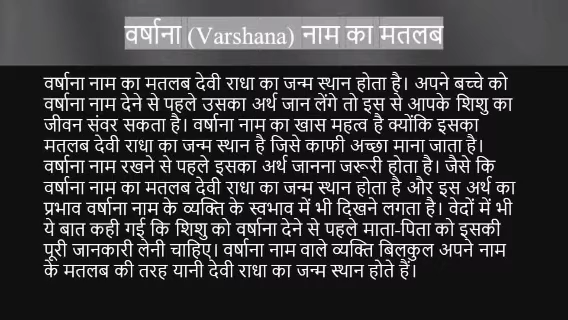 वर्षाना (Varshana) नाम का मतलब
वर्षाना नाम का मतलब देवी राधा का जन्म स्थान होता है। अपने बच्चे को
वर्षाना नाम देने से पहले उसका अर्थ जान लेंगे तो इस से आपके शिशु का
जीवन संवर सकता है। वर्षाना नाम का खास महत्व है क्योंकि इसका
मतलब देवी राधा का जन्म स्थान है जिसे काफी अच्छा माना जाता है।
वर्षाना नाम रखने से पहले इसका अर्थ जानना जरूरी होता है। जैसे कि
वर्षाना नाम का मतलब देवी राधा का जन्म स्थान होता है और इस अर्थ का
प्रभाव वर्षाना नाम के व्यक्ति के स्वभाव में भी दिखने लगता है। वेदों में भी
ये बात कही गई कि शिशु को वर्षाना देने से पहले माता-पिता को इसकी
पूरी जानकारी लेनी चाहिए। वर्षाना नाम वाले व्यक्ति बिलकुल अपने नाम
के मतलब की तरह यानी देवी राधा का जन्म स्थान होते हैं।